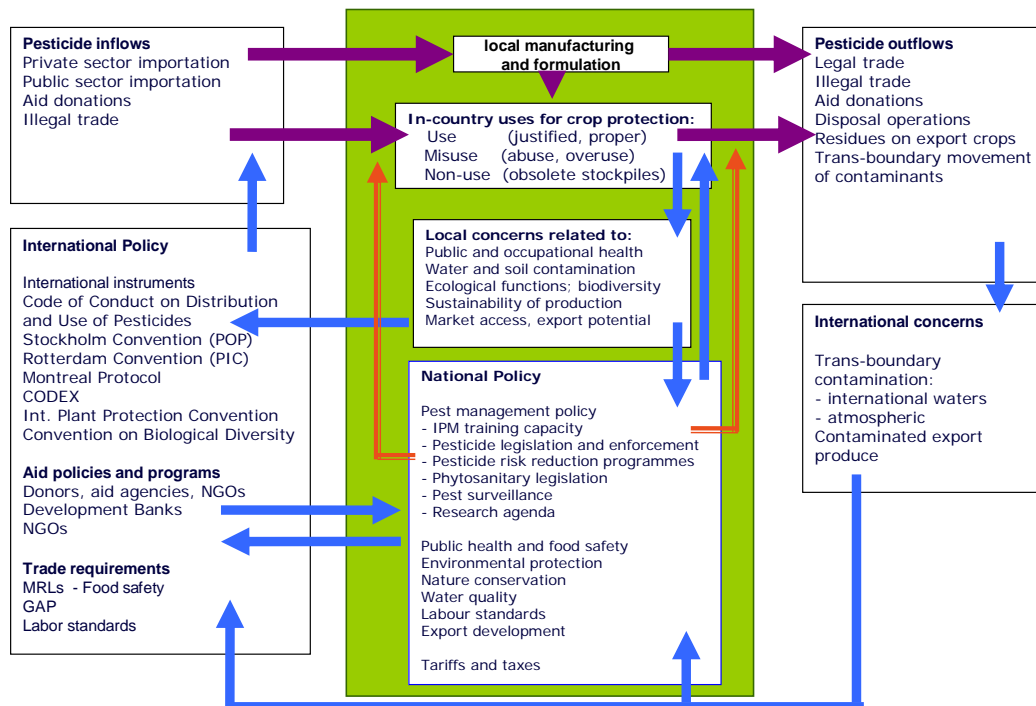 Pesticide inflows
Private sector importation
Public sector importation
Aid donations
Illegal trade
local manufacturing
and formulation
In-country uses for crop protection:
Use (justified, proper)
Misuse (abuse, overuse)
Non-use (obsolete stockpiles)
Pesticide outflows
Legal trade
Illegal trade
Aid donations
Disposal operations
Residues on export crops
Trans-boundary movement
of contaminants
International Policy
International instruments
Code of Conduct on Distribution
and Use of Pesticides
Stockholm Convention (POP)
Rotterdam Convention (PIC)
Montreal Protocol
CODEX
Int. Plant Protection Convention
Convention on Biological Diversity
Aid policies and programs
Donors, aid agencies, NGOs
Development Banks
NGOs
Trade requirements
MRLs - Food safety
GAP
Labor standards
Local concerns related to:
Public and occupational health
Water and soil contamination
Ecological functions; biodiversity
Sustainability of production
Market access, export potential
National Policy
Pest management policy
- IPM training capacity
- Pesticide legislation and enforcement
- Pesticide risk reduction programmes
- Phytosanitary legislation
- Pest surveillance
- Research agenda
Public health and food safety
Environmental protection
Nature conservation
Water quality
Labour standards
Export development
Tariffs and taxes
International concerns
Trans-boundary
contamination:
- international waters
- atmospheric
Contaminated export
produce